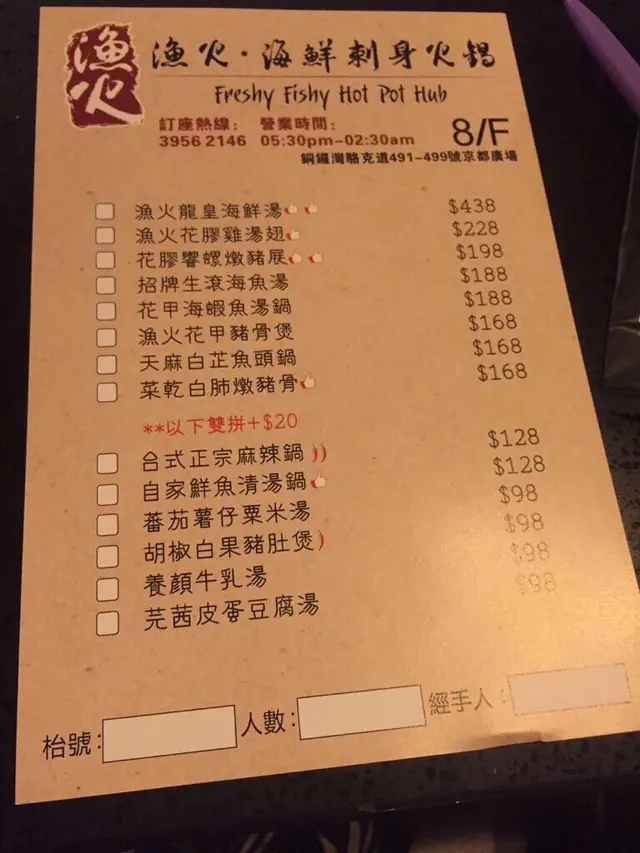 漁火
漁火·海鮮刺身火鍋
Freshy Fishy Hot Pot Hub
訂座熱線: 營業時間:
3956 2146 05:30pm-02:30am 8/F
銅鑼灣駱克道491-499號京都廣場
漁火龍皇海鮮湯 $438
漁火花膠雞湯翅 $228
花膠響螺燉豬展 $198
招牌生滾海魚湯 $188
花甲海蝦魚湯鍋 $188
漁火花甲豬骨煲 $168
天麻白芷魚頭鍋 $168
菜乾白肺燉豬骨 $168
**以下雙拼+$20
台式正宗麻辣鍋 $128
自家鮮魚清湯鍋 $128
蕃茄薯仔粟米湯 $98
胡椒白果豬肚煲 $98
養顏牛乳湯 $98
芫茜皮蛋豆腐湯 $98
枱號: 人數: 經手人: